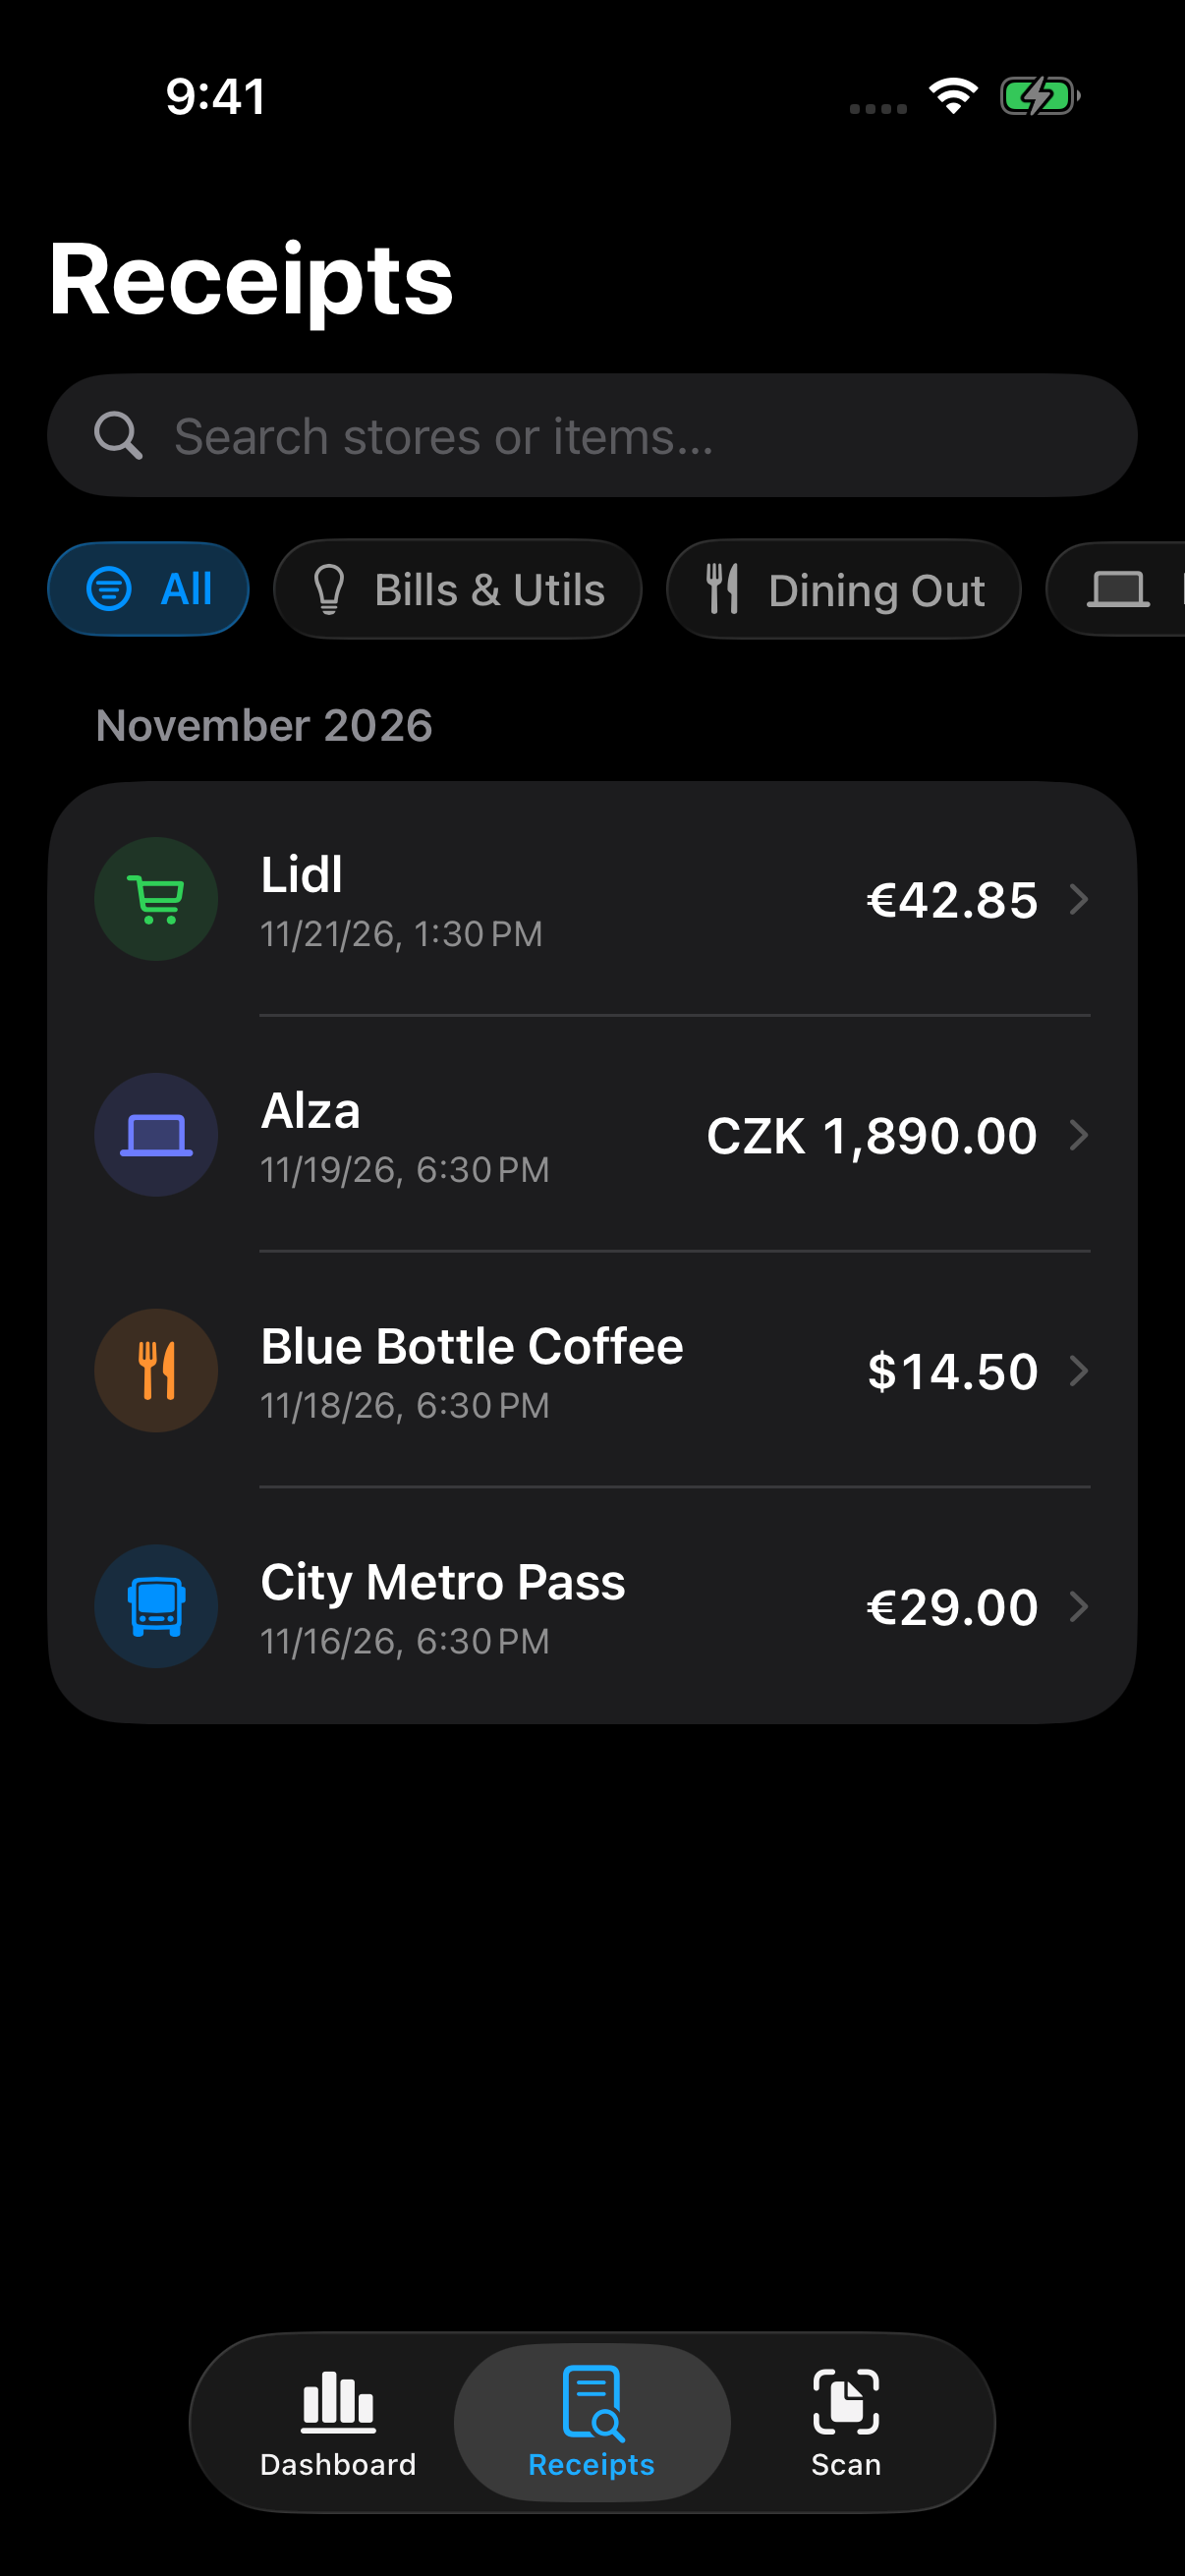 9:41
Receipts
Search stores or items...
All
Bills & Utils
Dining Out
November 2026
Lidl
€42.85
11/21/26, 1:30 PM
Alza
CZK 1,890.00
11/19/26, 6:30 PM
Blue Bottle Coffee
$14.50
11/18/26, 6:30 PM
City Metro Pass
€29.00
11/16/26, 6:30 PM
Dashboard
Receipts
Scan